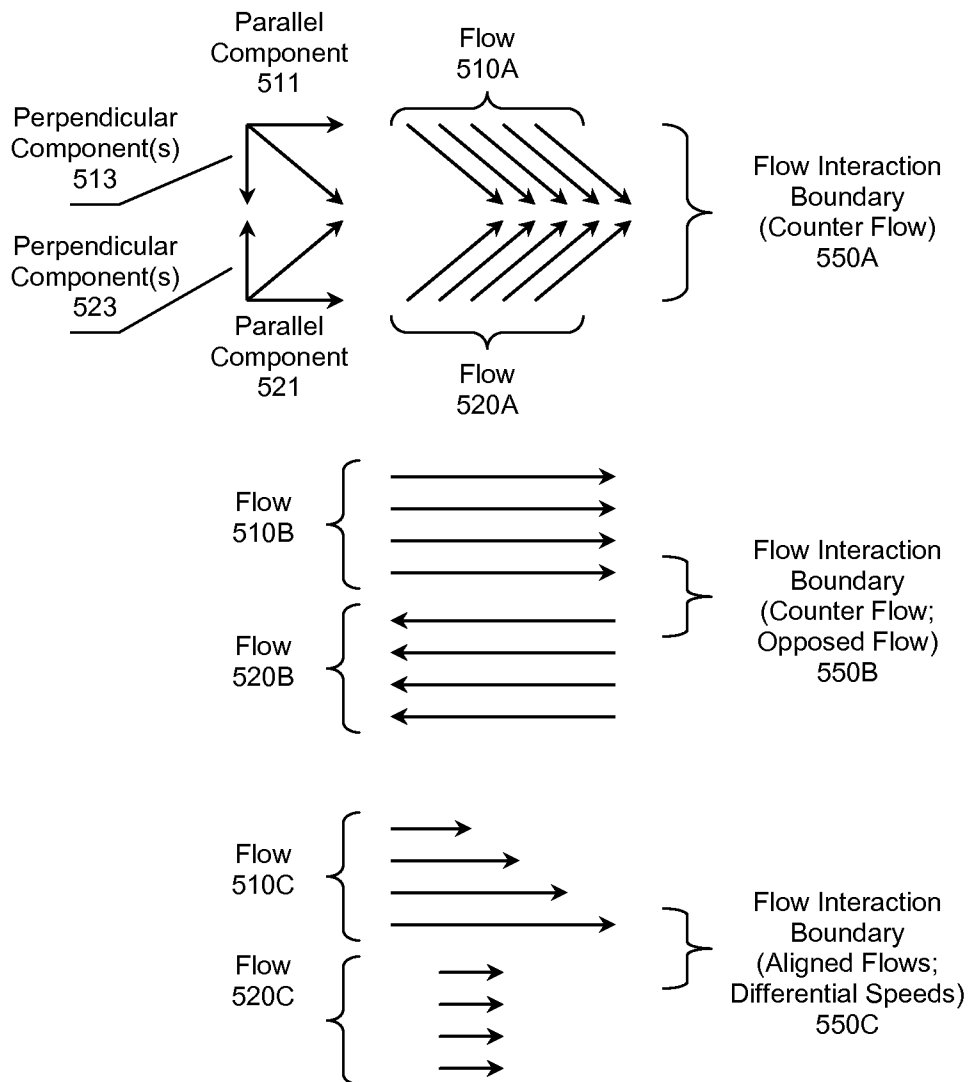 Parallel
Component
511
Flow
510A
Perpendicular
Component(s)
513
Flow Interaction
Boundary
(Counter Flow)
550A
Perpendicular
Component(s)
523
Parallel
Component
521
Flow
520A
Flow
510B
Flow Interaction
Boundary
(Counter Flow;
Opposed Flow)
550B
Flow
520B
Flow
510C
Flow Interaction
Boundary
(Aligned Flows;
Differential Speeds)
550C
Flow
520C